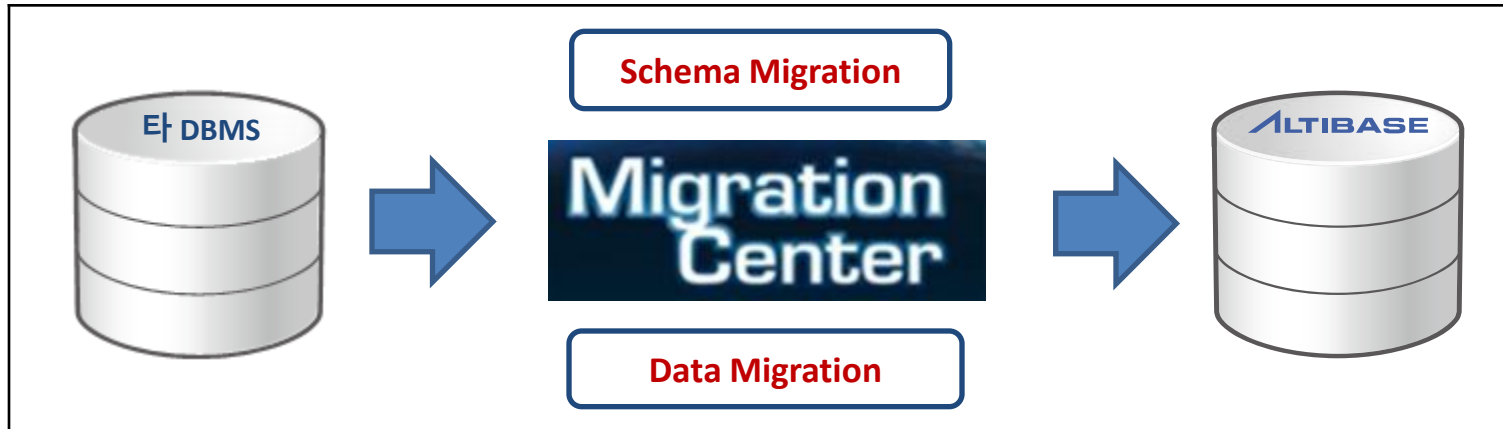 타 DBMS
Schema Migration
Migration
Center
Data Migration
ALTIBASE